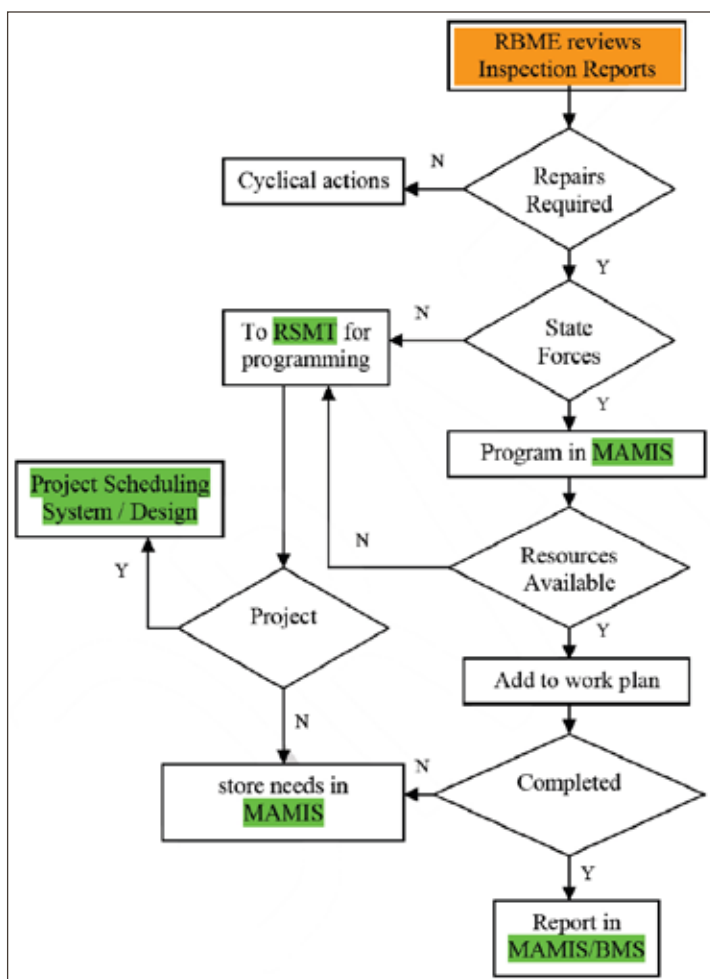 RBME reviews
Inspection Reports
N
Cyclical actions
Repairs
Required
Y
N
To RSMT for
programming
State
Forces
Y
Program in MAMIS
Project Scheduling
System / Design
N
Resources
Available
Y
Project
Y
Add to work plan
N
store needs in
MAMIS
N
Completed
Y
Report in
MAMIS/BMS